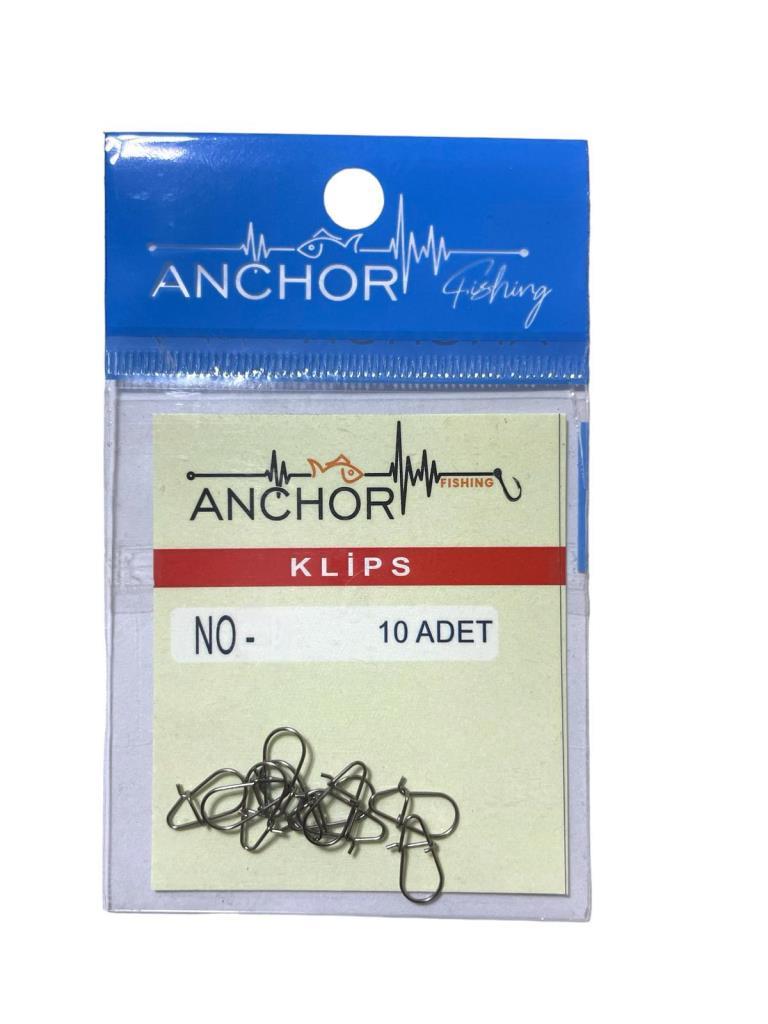 ANCHOR Fishing
ANCHOR FISHING
KLİPS
NO - 10 ADET